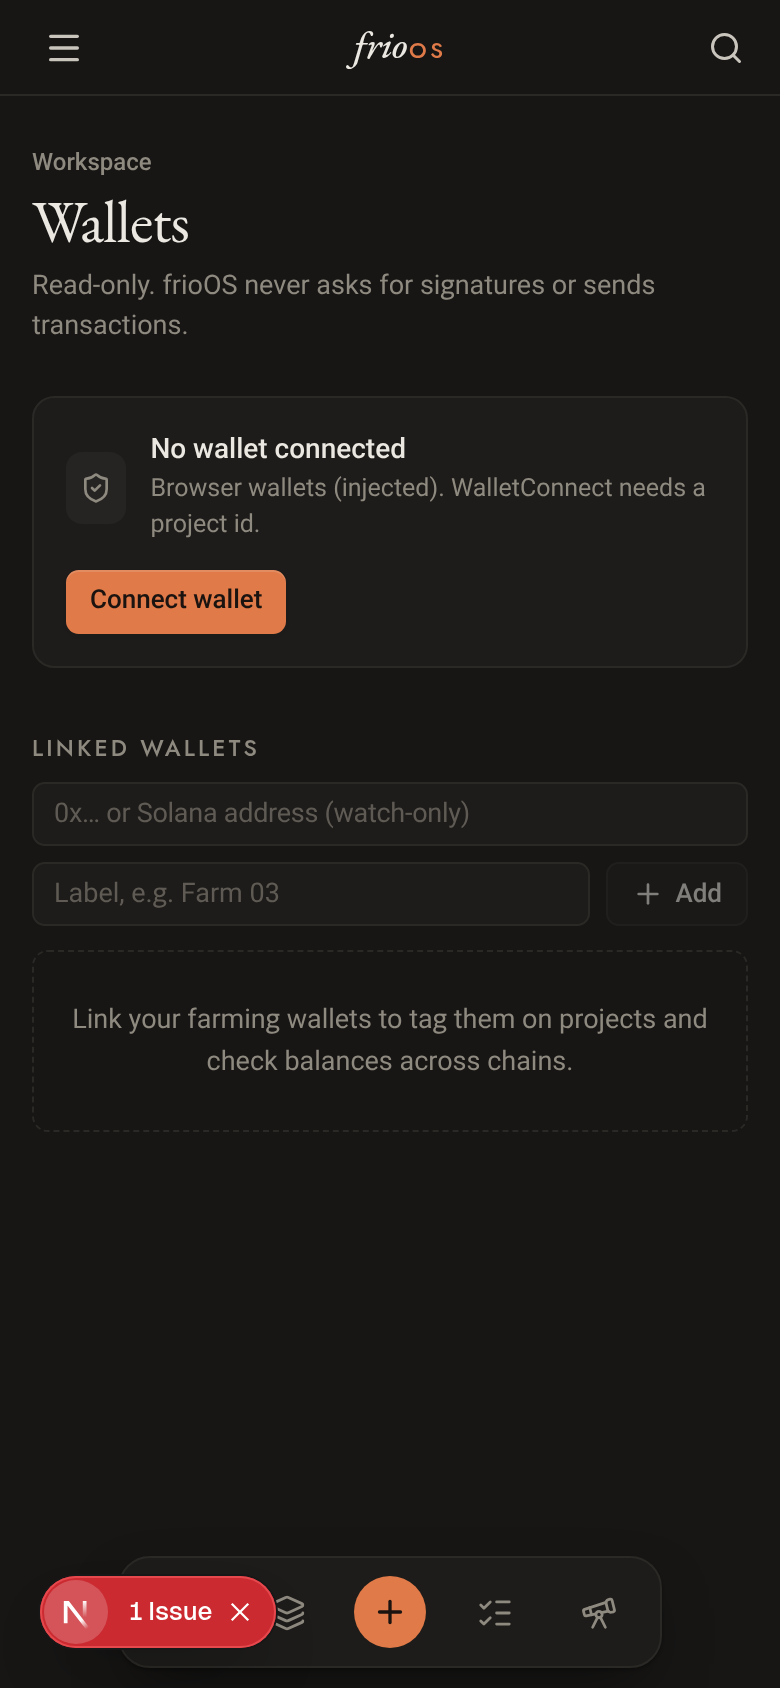 frioos
Workspace
Wallets
Read-only. frioOS never asks for signatures or sends
transactions.
No wallet connected
Browser wallets (injected). WalletConnect needs a
project id.
Connect wallet
LINKED WALLETS
0x... or Solana address (watch-only)
Label, e.g. Farm 03
Add
Link your farming wallets to tag them on projects and
check balances across chains.
N 1 Issue